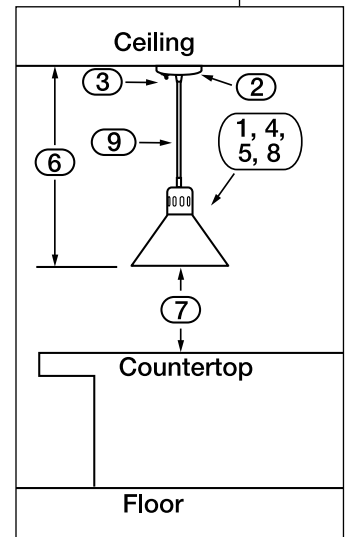 Ceiling
3
2
9
1, 4,
5, 8
6
7
Countertop
Floor